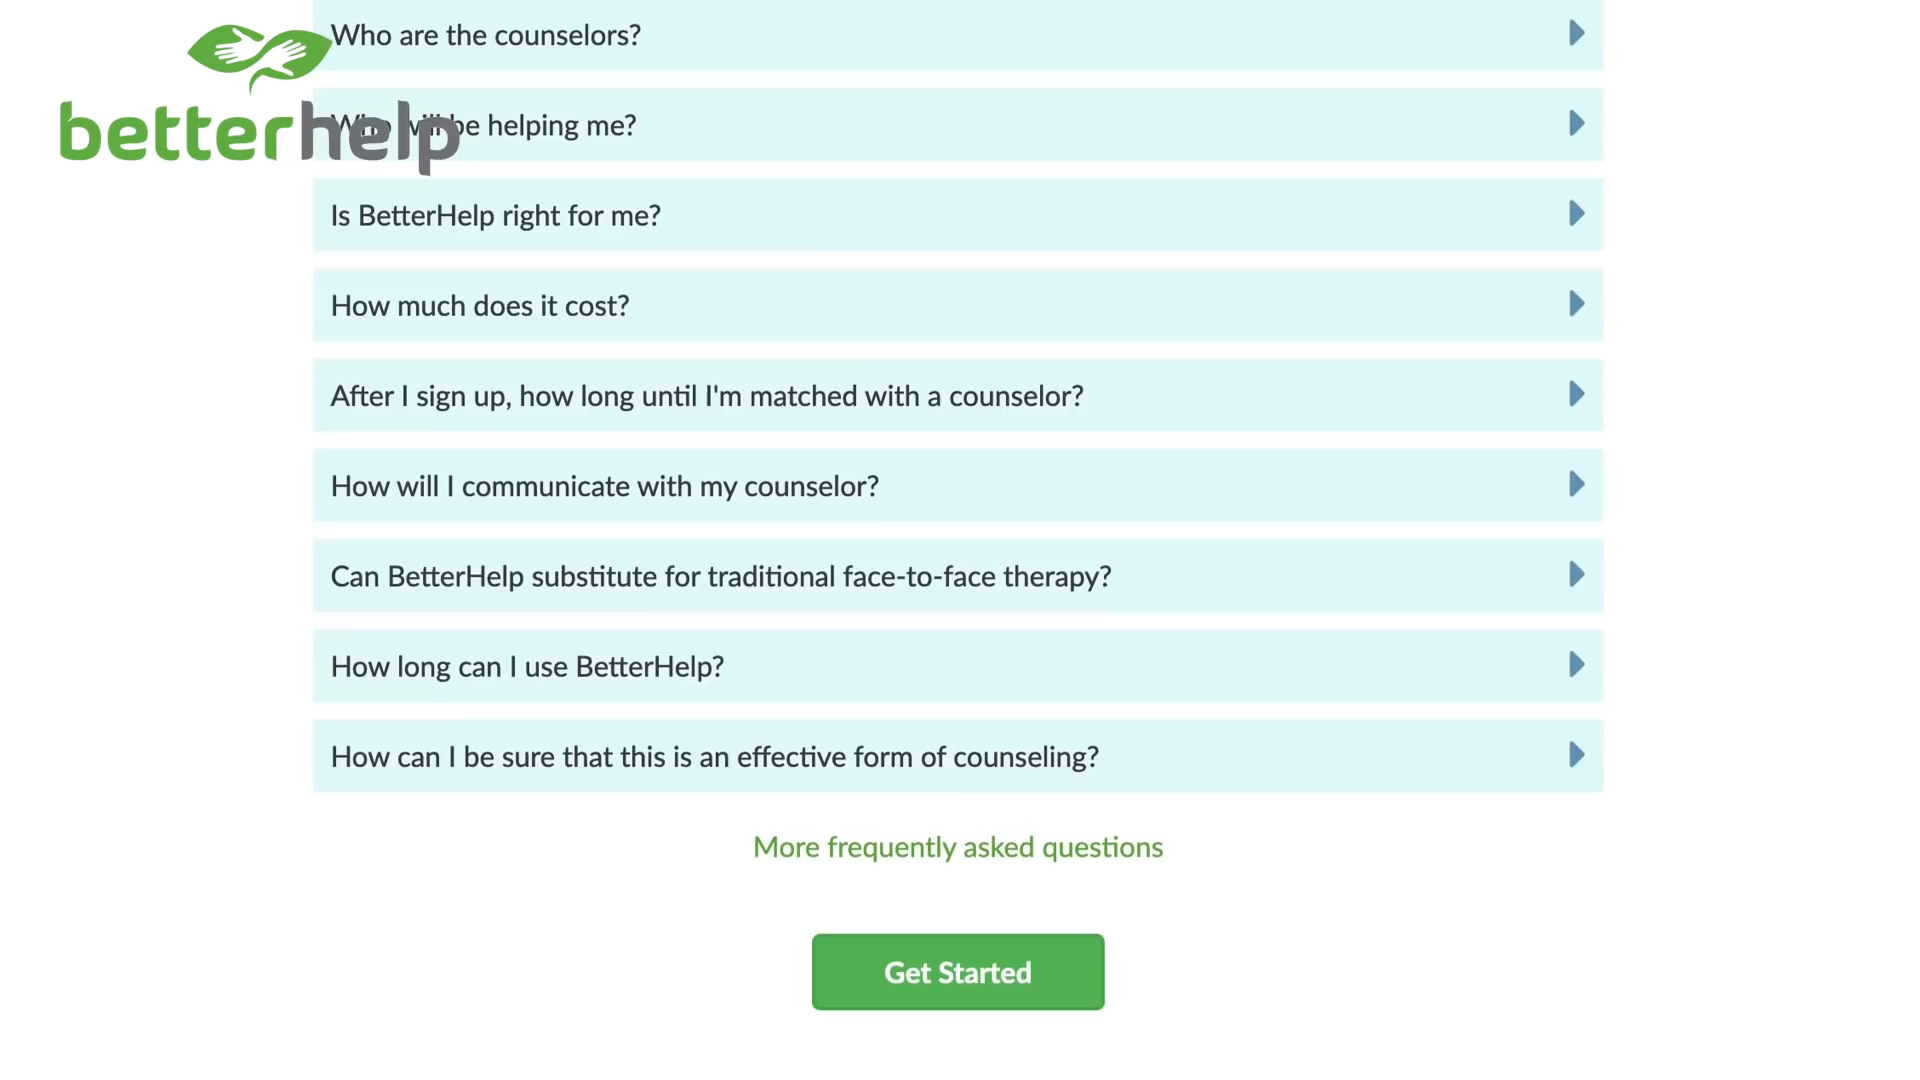 Who are the counselors?
betterhelp
Who will be helping me?
Is BetterHelp right for me?
How much does it cost?
After I sign up, how long until I'm matched with a counselor?
How will I communicate with my counselor?
Can BetterHelp substitute for traditional face-to-face therapy?
How long can I use BetterHelp?
How can I be sure that this is an effective form of counseling?
More frequently asked questions
Get Started